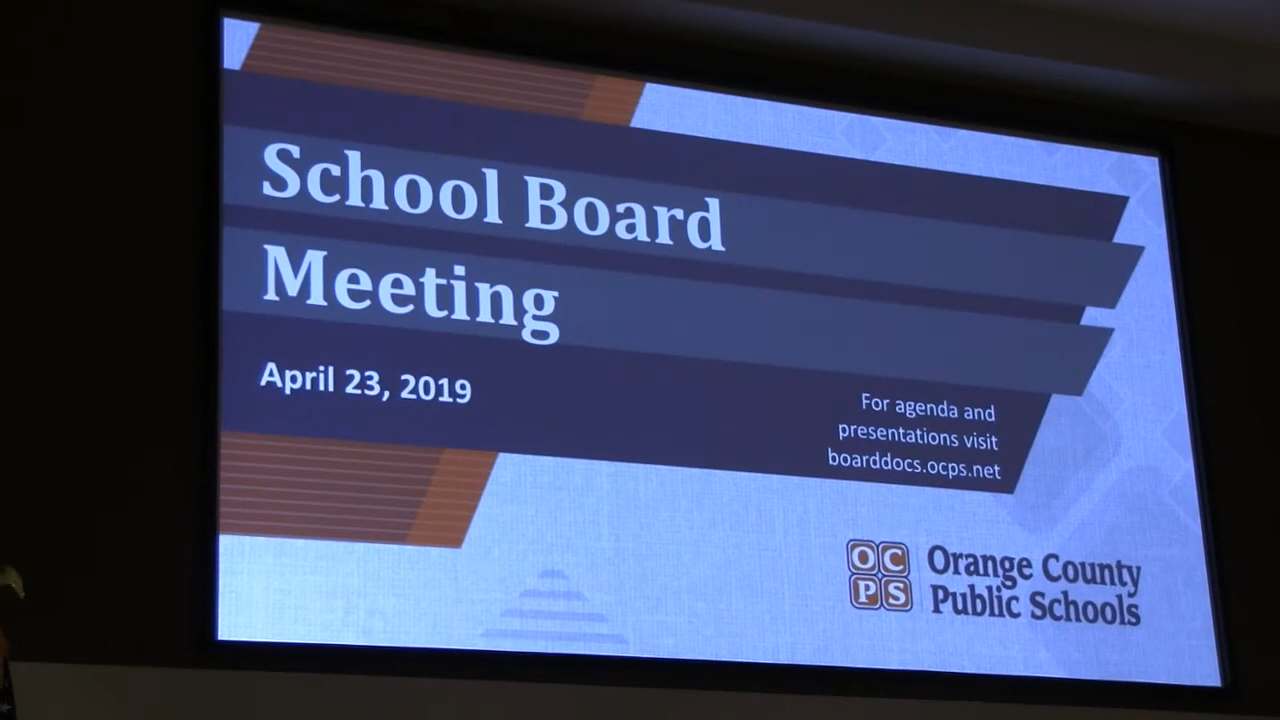 School Board
Meeting
April 23, 2019
For agenda and
presentations visit
boarddocs.ocps.net
OC
PS
Orange County
Public Schools